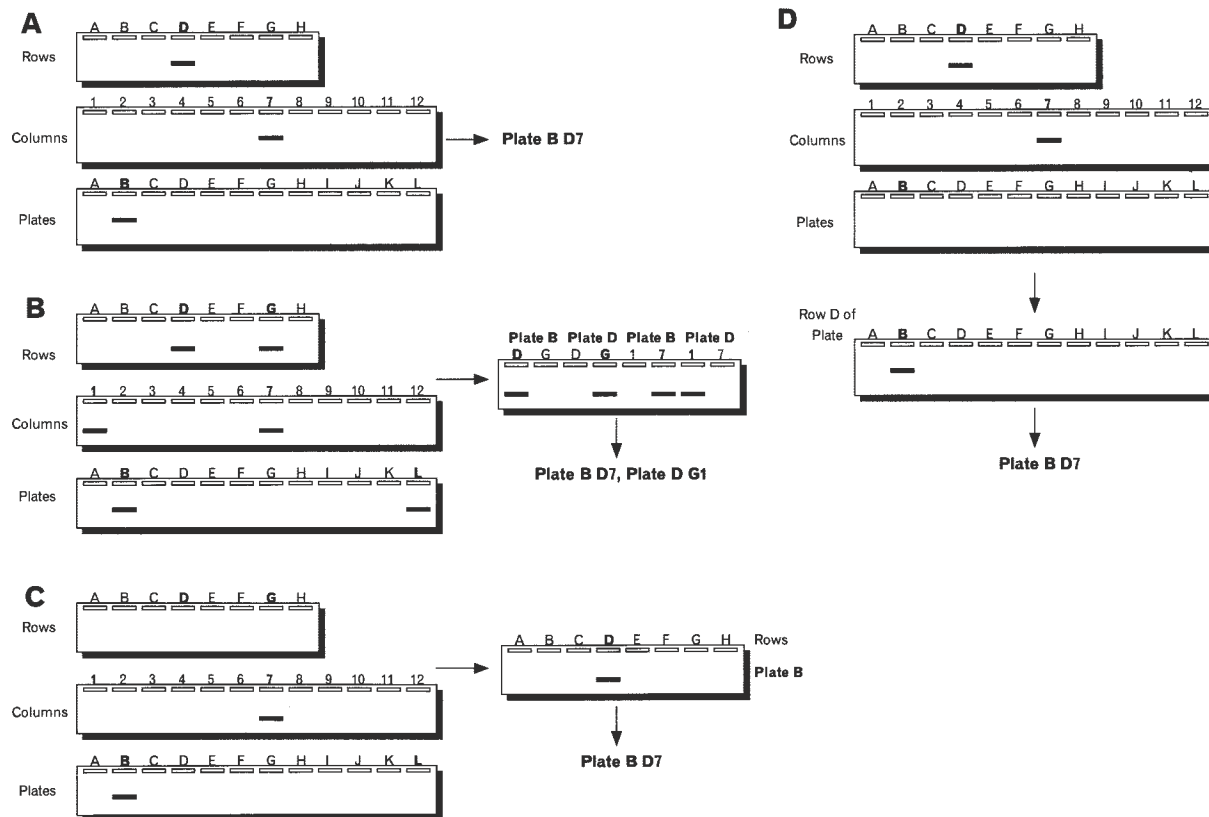 A
A B C D E F G H
Rows
1 2 3 4 5 6 7 8 9 10 11 12
Columns
Plate B D7
A B C D E F G H I J K L
Plates
B
A B C D E F G H
Rows
1 2 3 4 5 6 7 8 9 10 11 12
Columns
A B C D E F G H I J K L
Plates
Plate B Plate D Plate B Plate D
D G D G 1 7 1 7
Plate B D7, Plate D G1
C
A B C D E F G H
Rows
1 2 3 4 5 6 7 8 9 10 11 12
Columns
A B C D E F G H I J K L
Plates
A B C D E F G H Rows
Plate B
Plate B D7
D
A B C D E F G H
Rows
1 2 3 4 5 6 7 8 9 10 11 12
Columns
A B C D E F G H I J K L
Plates
Row D of
Plate
A B C D E F G H I J K L
Plate B D7